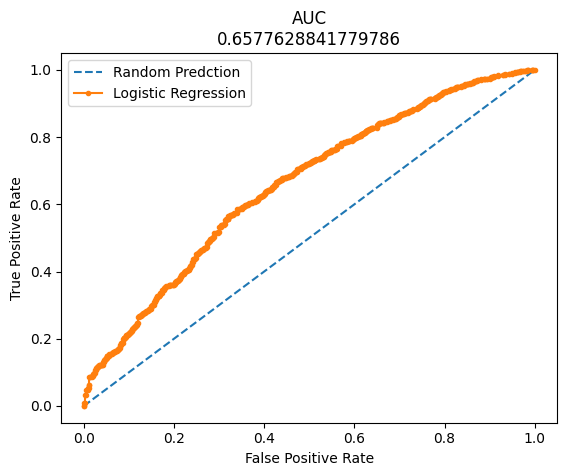 AUC
0.6577628841779786
Random Predction
Logistic Regression
True Positive Rate
1.0
0.8
0.6
0.4
0.2
0.0
0.0 0.2 0.4 0.6 0.8 1.0
False Positive Rate